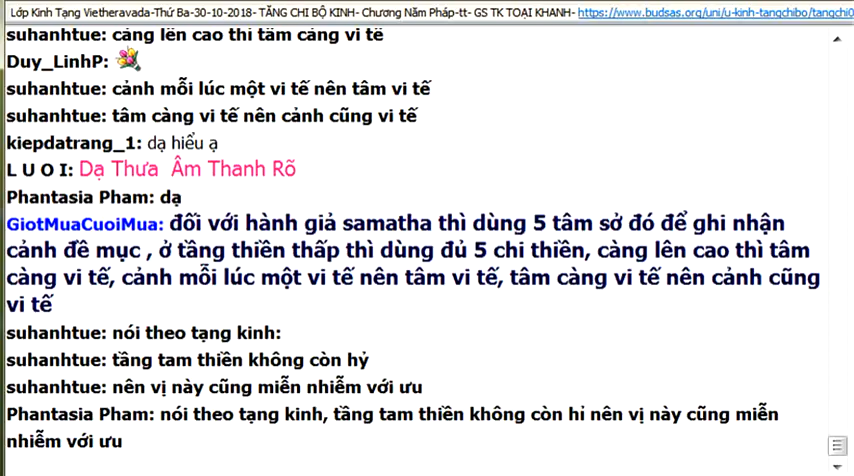 Lớp Kinh Tạng Vietheravada-Thứ Ba-30-10-2018- TĂNG CHI BỘ KINH- Chương Năm Pháp-tt- GS TK TOẠI KHANH- https://www.budsas.org/uni/u-kinh-tangchibo/tangchi0
suhanhtue: càng lên cao thì tâm càng vi tế
Duy_LinhP:
suhanhtue: cảnh mỗi lúc một vi tế nên tâm vi tế
suhanhtue: tâm càng vi tế nên cảnh cũng vi tế
kiepdatrang_1: dạ hiểu ạ
L U O I: Dạ Thưa Âm Thanh Rõ
Phantasia Pham: dạ
GiotMuaCuoiMua: đối với hành giả samatha thì dùng 5 tâm sở đó để ghi nhận
cảnh đề mục , ở tầng thiền thấp thì dùng đủ 5 chi thiền, càng lên cao thì tâm
càng vi tế, cảnh mỗi lúc một vi tế nên tâm vi tế, tâm càng vi tế nên cảnh cũng
vi tế
suhanhtue: nói theo tạng kinh:
suhanhtue: tầng tam thiền không còn hỷ
suhanhtue: nên vị này cũng miễn nhiễm với ưu
Phantasia Pham: nói theo tạng kinh, tầng tam thiền không còn hỉ nên vị này cũng miễn
nhiễm với ưu